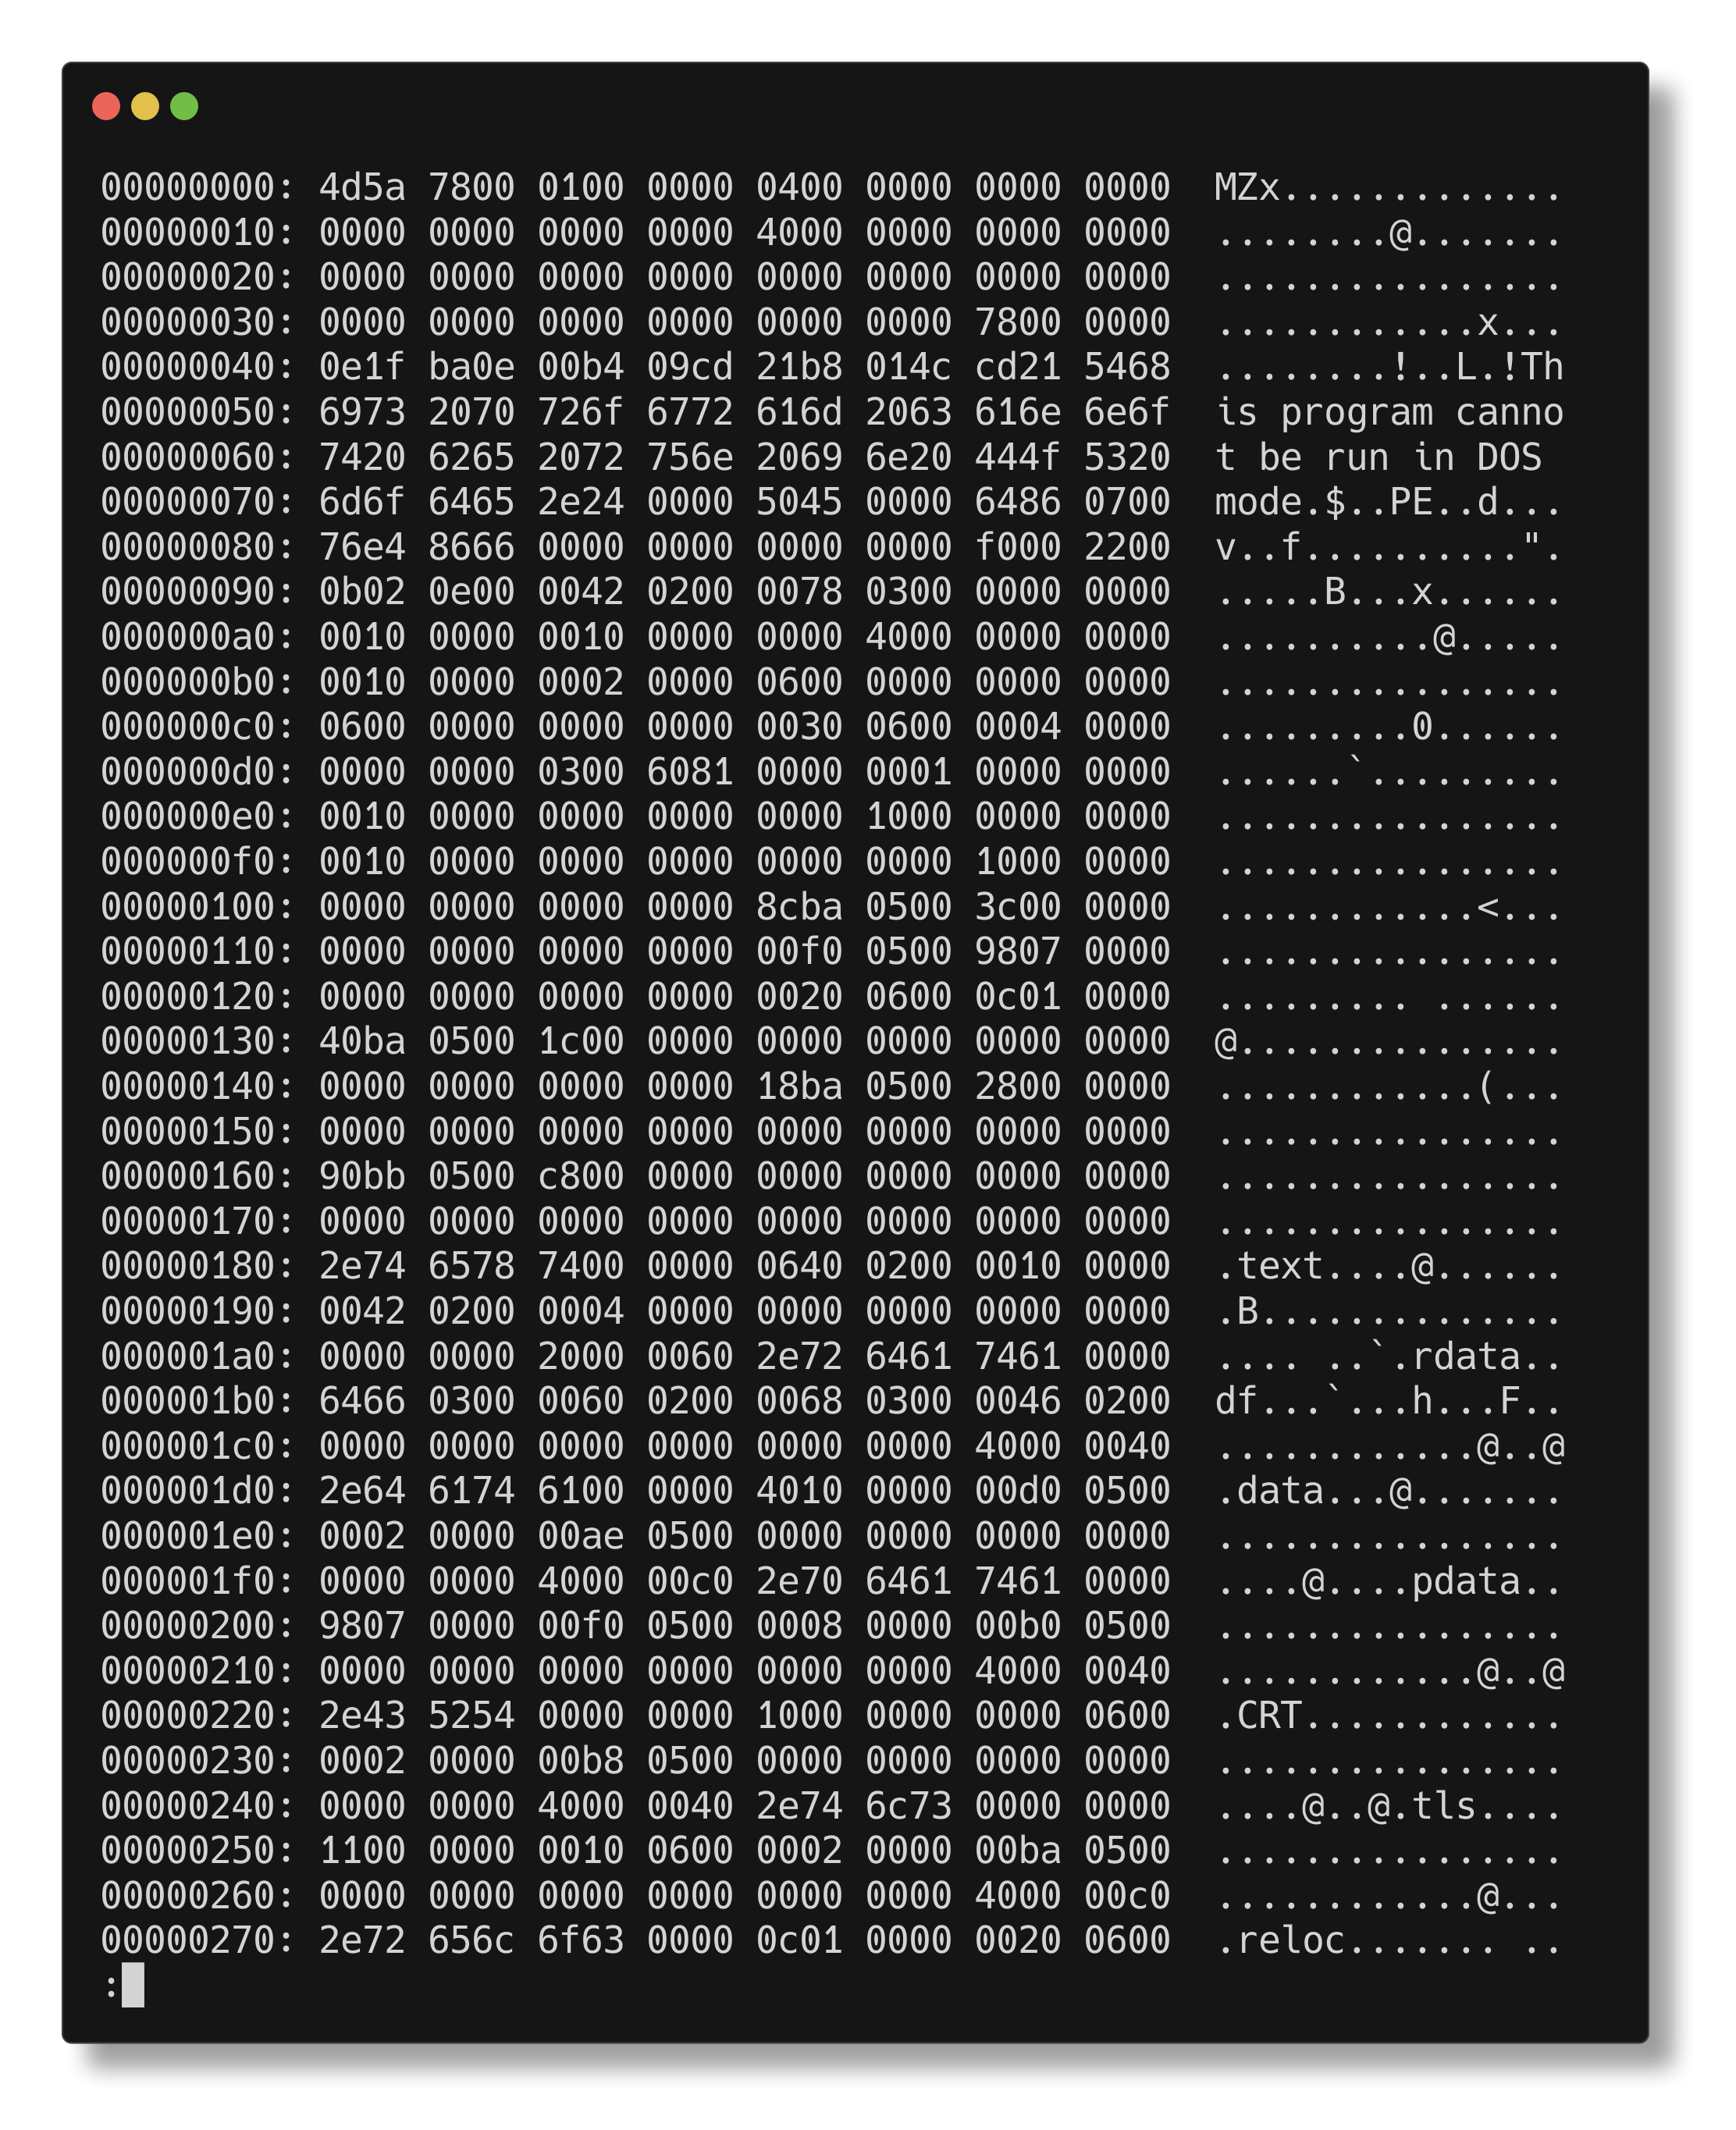 00000000: 4d5a 7800 0100 0000 0400 0000 0000 0000  MZx.............
00000010: 0000 0000 0000 0000 4000 0000 0000 0000  ........@.......
00000020: 0000 0000 0000 0000 0000 0000 0000 0000  ................
00000030: 0000 0000 0000 0000 0000 0000 7800 0000  ............x...
00000040: 0e1f ba0e 00b4 09cd 21b8 014c cd21 5468  ........!..L.!Th
00000050: 6973 2070 726f 6772 616d 2063 616e 6e6f  is program canno
00000060: 7420 6265 2072 756e 2069 6e20 444f 5320  t be run in DOS 
00000070: 6d6f 6465 2e24 0000 5045 0000 6486 0700  mode.$..PE..d...
00000080: 76e4 8666 0000 0000 0000 0000 f000 2200  v..f..........".
00000090: 0b02 0e00 0042 0200 0078 0300 0000 0000  .....B...x......
000000a0: 0010 0000 0010 0000 0000 4000 0000 0000  ..........@.....
000000b0: 0010 0000 0002 0000 0600 0000 0000 0000  ................
000000c0: 0600 0000 0000 0000 0030 0600 0004 0000  .........0......
000000d0: 0000 0000 0300 6081 0000 0001 0000 0000  ......`.........
000000e0: 0010 0000 0000 0000 0000 1000 0000 0000  ................
000000f0: 0010 0000 0000 0000 0000 0000 1000 0000  ................
00000100: 0000 0000 0000 0000 8cba 0500 3c00 0000  ............<...
00000110: 0000 0000 0000 0000 00f0 0500 9807 0000  ................
00000120: 0000 0000 0000 0000 0020 0600 0c01 0000  ......... ......
00000130: 40ba 0500 1c00 0000 0000 0000 0000 0000  @...............
00000140: 0000 0000 0000 0000 18ba 0500 2800 0000  ............(...
00000150: 0000 0000 0000 0000 0000 0000 0000 0000  ................
00000160: 90bb 0500 c800 0000 0000 0000 0000 0000  ................
00000170: 0000 0000 0000 0000 0000 0000 0000 0000  ................
00000180: 2e74 6578 7400 0000 0640 0200 0010 0000  .text....@......
00000190: 0042 0200 0004 0000 0000 0000 0000 0000  .B..............
000001a0: 0000 0000 2000 0060 2e72 6461 7461 0000  .... ..`.rdata..
000001b0: 6466 0300 0060 0200 0068 0300 0046 0200  df...`...h...F..
000001c0: 0000 0000 0000 0000 0000 0000 4000 0040  ............@..@
000001d0: 2e64 6174 6100 0000 4010 0000 00d0 0500  .data...@.......
000001e0: 0002 0000 00ae 0500 0000 0000 0000 0000  ................
000001f0: 0000 0000 4000 00c0 2e70 6461 7461 0000  ....@....pdata..
00000200: 9807 0000 00f0 0500 0008 0000 00b0 0500  ................
00000210: 0000 0000 0000 0000 0000 0000 4000 0040  ............@..@
00000220: 2e43 5254 0000 0000 1000 0000 0000 0600  .CRT............
00000230: 0002 0000 00b8 0500 0000 0000 0000 0000  ................
00000240: 0000 0000 4000 0040 2e74 6c73 0000 0000  ....@..@.tls....
00000250: 1100 0000 0010 0600 0002 0000 00ba 0500  ................
00000260: 0000 0000 0000 0000 0000 0000 4000 00c0  ............@...
00000270: 2e72 656c 6f63 0000 0c01 0000 0020 0600  .reloc....... ..
: